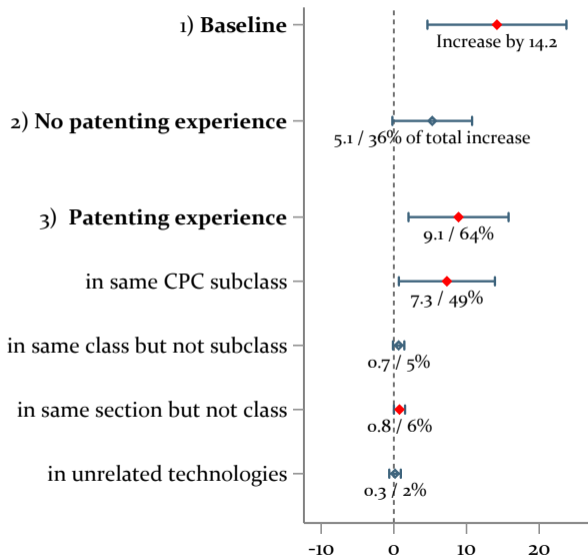 1) Baseline
Increase by 14.2
2) No patenting experience
5.1 / 36% of total increase
3) Patenting experience
9.1 / 64%
in same CPC subclass
7.3 / 49%
in same class but not subclass
0.7 / 5%
in same section but not class
0.8 / 6%
in unrelated technologies
0.3 / 2%
-10 0 10 20